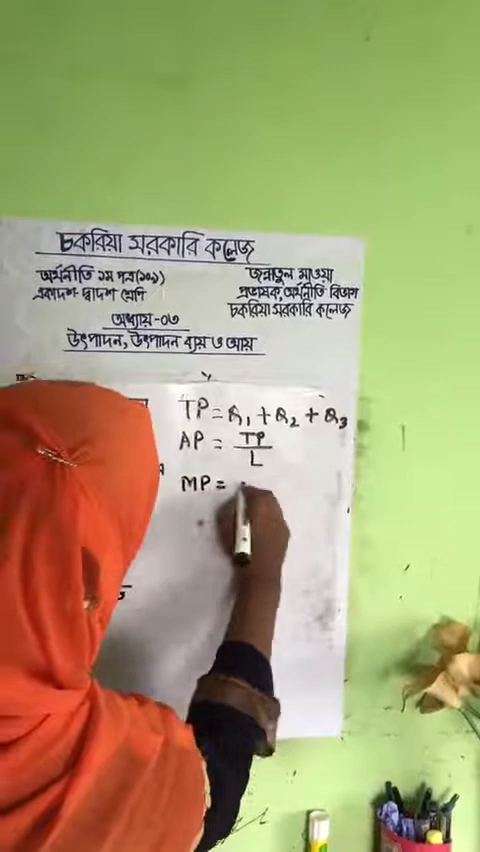 চকরিয়া সরকারি কলেজ
অর্থনীতি ১ম পত্র(১০৯)
একাদশ-দ্বাদশ শ্রেণি
জন্নাতুল মাওয়া
প্রভাষক, অর্থনীতি বিভাগ
চকরিয়া সরকারি কলেজ
অধ্যায়-০৩
উৎপাদন, উৎপাদন ব্যয় ও আয়
TP = Q₁ + Q₂ + Q₃
AP = TP/L
MP =